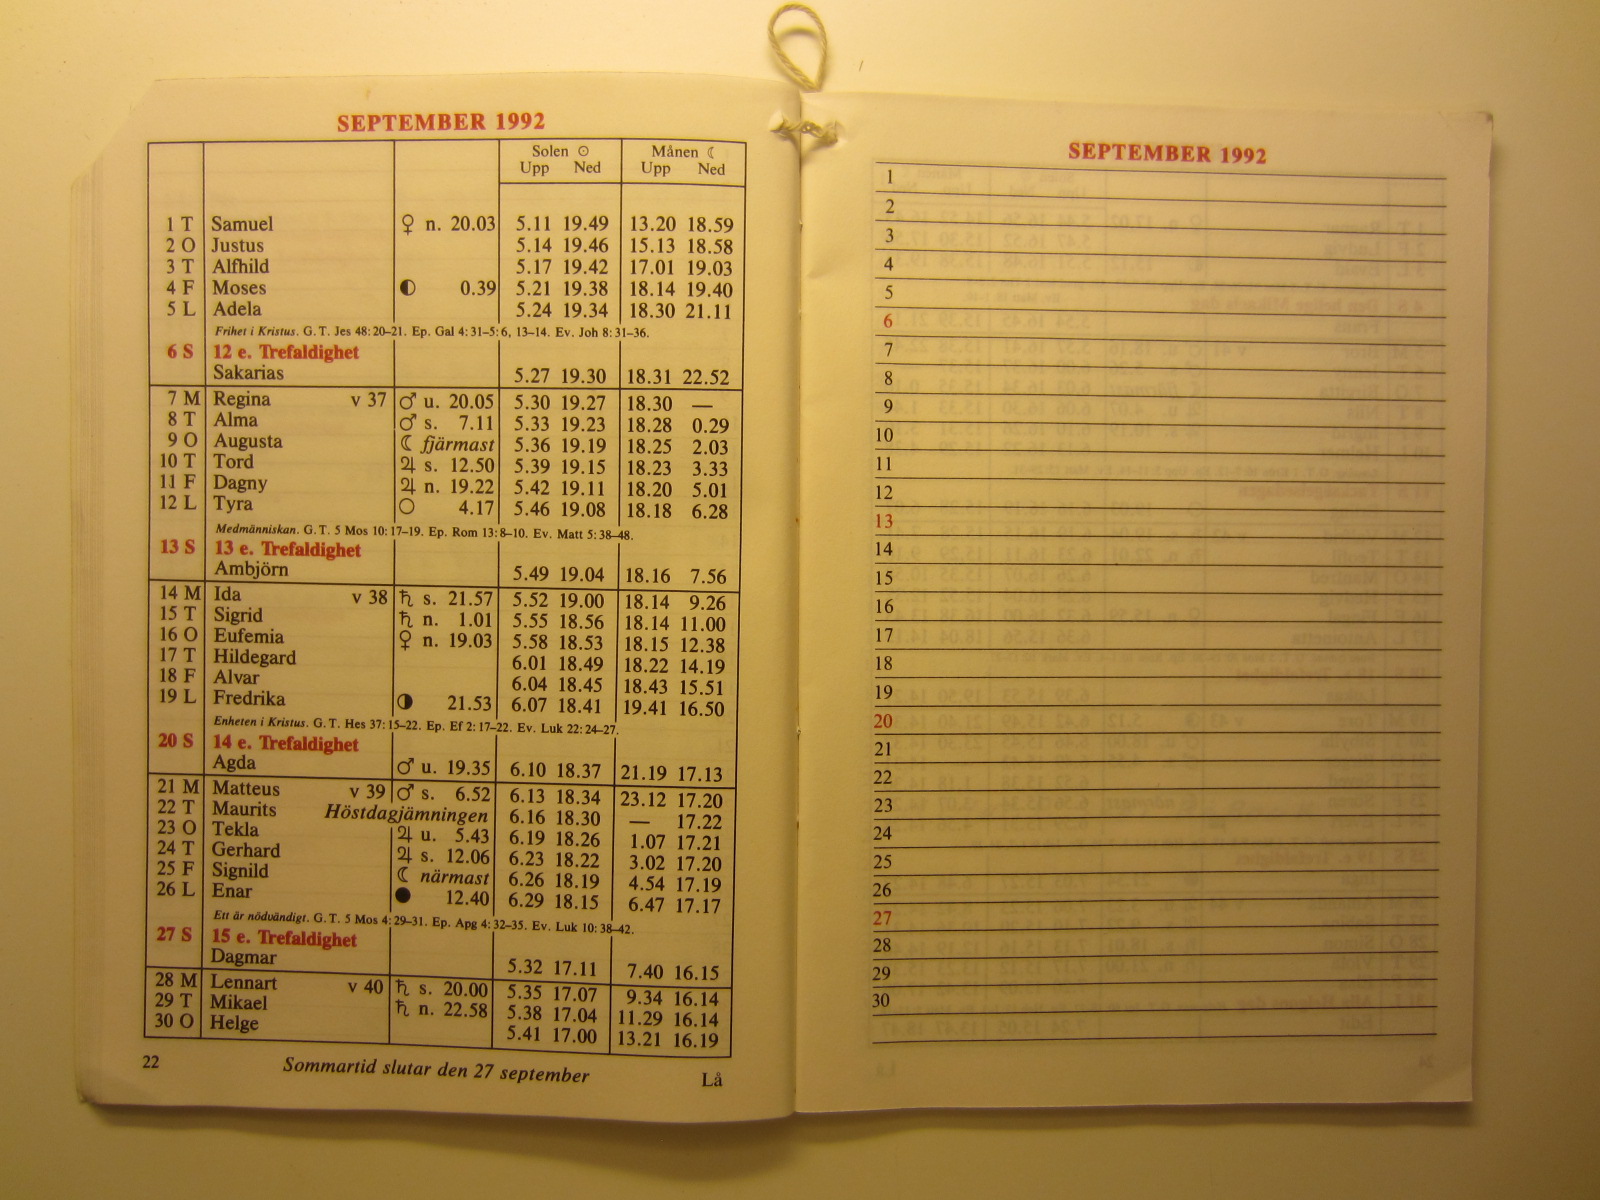 SEPTEMBER 1992
Solen ☉ Månen ☾
Upp Ned Upp Ned
1 T Samuel ♀ n. 20.03 5.11 19.49 13.20 18.59
2 O Justus 5.14 19.46 15.13 18.58
3 T Alfhild 5.17 19.42 17.01 19.03
4 F Moses ◐ 0.39 5.21 19.38 18.14 19.40
5 L Adela 5.24 19.34 18.30 21.11
Frihet i Kristus. G.T. Jes 48:20–21. Ep. Gal 4:31–5:6, 13–14. Ev. Joh 8:31–36.
6 S 12 e. Trefaldighet
Sakarias 5.27 19.30 18.31 22.52
7 M Regina v 37 ♂ u. 20.05 5.30 19.27 18.30 —
8 T Alma ♂ s. 7.11 5.33 19.23 18.28 0.29
9 O Augusta ☾ fjärmast 5.36 19.19 18.25 2.03
10 T Tord ♃ s. 12.50 5.39 19.15 18.23 3.33
11 F Dagny ♃ n. 19.22 5.42 19.11 18.20 5.01
12 L Tyra ○ 4.17 5.46 19.08 18.18 6.28
Medmänniskan. G.T. 5 Mos 10:17–19. Ep. Rom 13:8–10. Ev. Matt 5:38–48.
13 S 13 e. Trefaldighet
Ambjörn 5.49 19.04 18.16 7.56
14 M Ida v 38 ♄ s. 21.57 5.52 19.00 18.14 9.26
15 T Sigrid ♄ n. 1.01 5.55 18.56 18.14 11.00
16 O Eufemia ♀ n. 19.03 5.58 18.53 18.15 12.38
17 T Hildegard 6.01 18.49 18.22 14.19
18 F Alvar 6.04 18.45 18.43 15.51
19 L Fredrika ◑ 21.53 6.07 18.41 19.41 16.50
Enheten i Kristus. G.T. Hes 37:15–22. Ep. Ef 2:17–22. Ev. Luk 22:24–27.
20 S 14 e. Trefaldighet
Agda ♂ u. 19.35 6.10 18.37 21.19 17.13
21 M Matteus v 39 ♂ s. 6.52 6.13 18.34 23.12 17.20
22 T Maurits Höstdagjämningen 6.16 18.30 — 17.22
23 O Tekla ♃ u. 5.43 6.19 18.26 1.07 17.21
24 T Gerhard ♃ s. 12.06 6.23 18.22 3.02 17.20
25 F Signild ☾ närmast 6.26 18.19 4.54 17.19
26 L Enar ● 12.40 6.29 18.15 6.47 17.17
Ett är nödvändigt. G.T. 5 Mos 4:29–31. Ep. Apg 4:32–35. Ev. Luk 10:38–42.
27 S 15 e. Trefaldighet
Dagmar 5.32 17.11 7.40 16.15
28 M Lennart v 40 ♄ s. 20.00 5.35 17.07 9.34 16.14
29 T Mikael ♄ n. 22.58 5.38 17.04 11.29 16.14
30 O Helge 5.41 17.00 13.21 16.19
22 Sommartid slutar den 27 september Lå
SEPTEMBER 1992
1
2
3
4
5
6
7
8
9
10
11
12
13
14
15
16
17
18
19
20
21
22
23
24
25
26
27
28
29
30